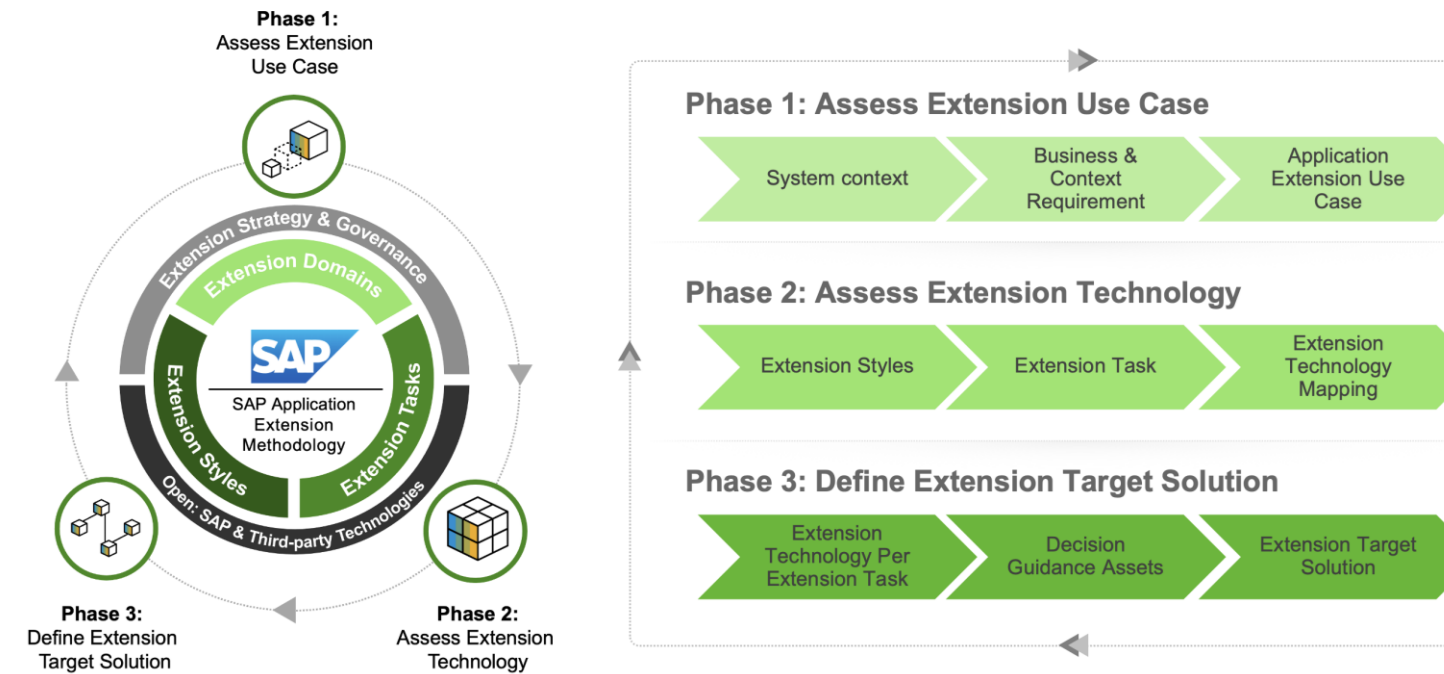 Phase 1:
Assess Extension
Use Case
Extension Strategy & Governance
Extension Domains
Extension Styles
Extension Tasks
SAP
SAP Application
Extension
Methodology
Open: SAP & Third-party Technologies
Phase 3:
Define Extension
Target Solution
Phase 2:
Assess Extension
Technology
Phase 1: Assess Extension Use Case
System context
Business &
Context
Requirement
Application
Extension Use
Case
Phase 2: Assess Extension Technology
Extension Styles
Extension Task
Extension
Technology
Mapping
Phase 3: Define Extension Target Solution
Extension
Technology Per
Extension Task
Decision
Guidance Assets
Extension Target
Solution